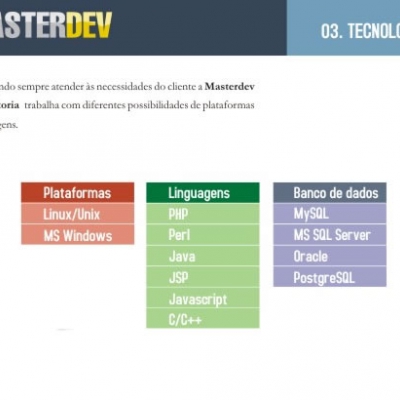 ASTERDEV
03. TECNOLO
ndo sempre atender às necessidades do cliente a Masterdev
toria trabalha com diferentes possibilidades de plataformas
gens.
Plataformas
Linux/Unix
MS Windows
Linguagens
PHP
Perl
Java
JSP
Javascript
C/C++
Banco de dados
MySQL
MS SQL Server
Oracle
PostgreSQL